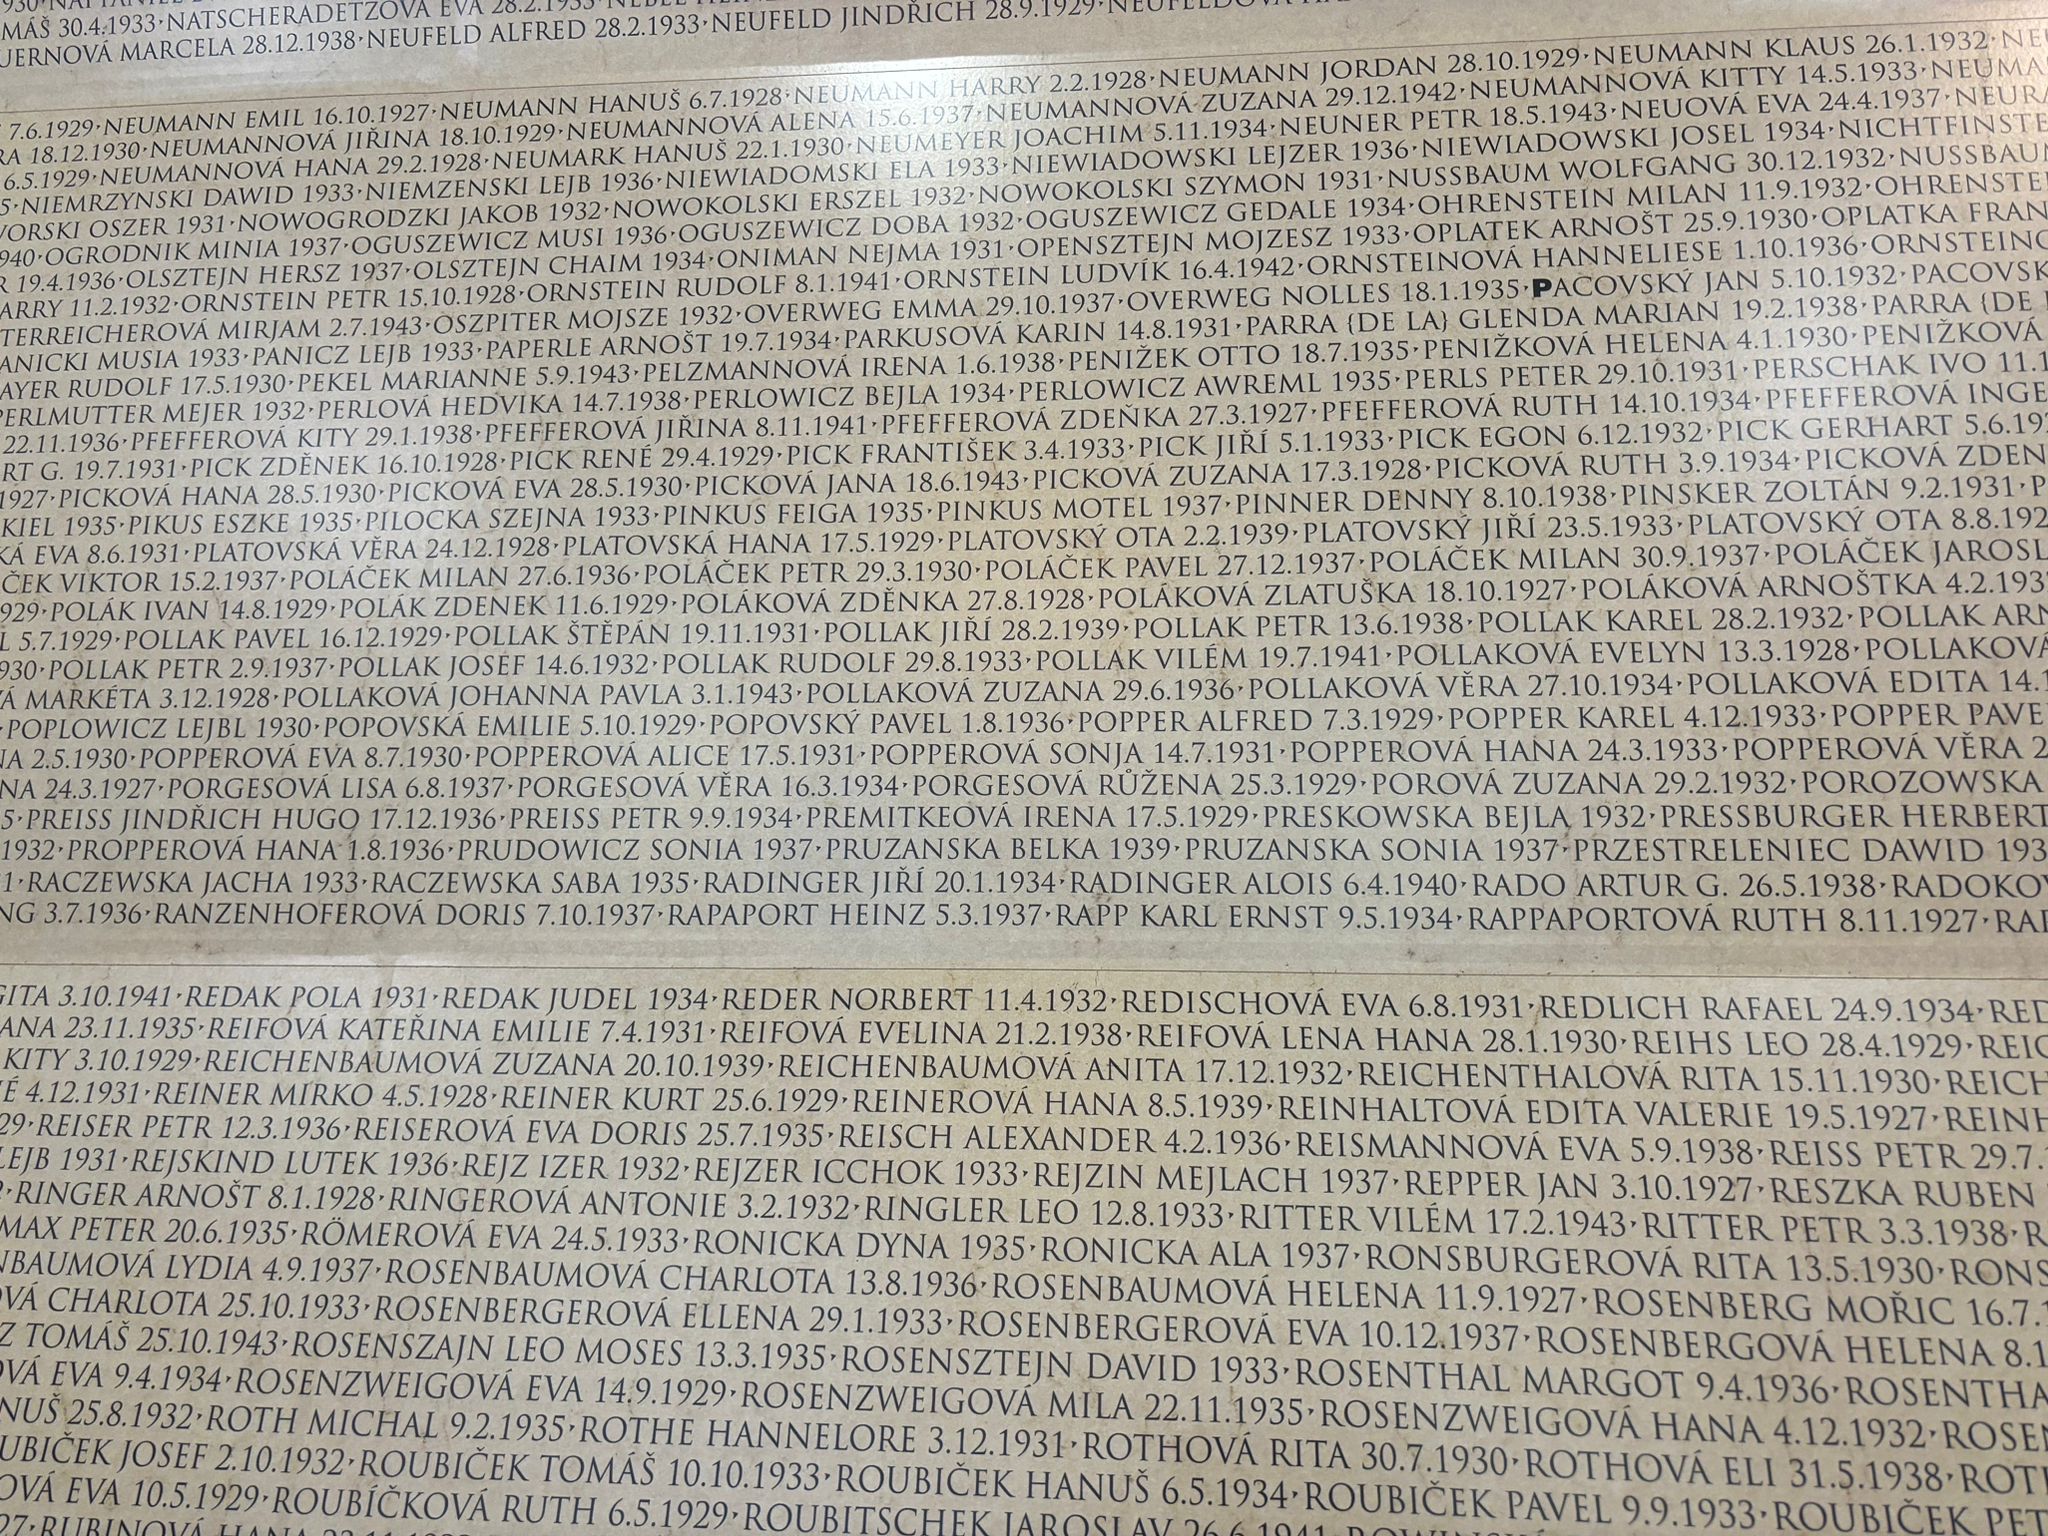 NATSCHERADETZOVÁ EVA 28.2.1933·
MÁŠ 30.4.1933·
UERNOVÁ MARCELA 28.12.1938·NEUFELD ALFRED 28.2.1933·NEUFELD JINDŘICH 28.9.1929·
7.6.1929·NEUMANN EMIL 16.10.1927·NEUMANN HANUŠ 6.7.1928·NEUMANN HARRY 2.2.1928·NEUMANN JORDAN 28.10.1929·NEUMANN KLAUS 26.1.1932·
RA 18.12.1930·NEUMANNOVÁ JIŘINA 18.10.1929·NEUMANNOVÁ ALENA 15.6.1937·NEUMANNOVÁ ZUZANA 29.12.1942·NEUMANNOVÁ KITTY 14.5.1933·
6.5.1929·NEUMANNOVÁ HANA 29.2.1928·NEUMARK HANUŠ 22.1.1930·NEUMEYER JOACHIM 5.11.1934·NEUNER PETR 18.5.1943·NEUOVÁ EVA 24.4.1937·
5·NIEMRZYNSKI DAWID 1933·NIEMZENSKI LEJB 1936·NIEWIADOMSKI ELA 1933·NIEWIADOWSKI LEJZER 1936·NIEWIADOWSKI JOSEL 1934·NICHTFINSTE
WORSKI OSZER 1931·NOWOGRODZKI JAKOB 1932·NOWOKOLSKI ERSZEL 1932·NOWOKOLSKI SZYMON 1931·NUSSBAUM WOLFGANG 30.12.1932·NUSSBAUM
940·OGRODNIK MINIA 1937·OGUSZEWICZ MUSI 1936·OGUSZEWICZ DOBA 1932·OGUSZEWICZ GEDALE 1934·OHRENSTEIN MILAN 11.9.1932·OHRENSTE
R 19.4.1936·OLSZTEJN HERSZ 1937·OLSZTEJN CHAIM 1934·ONIMAN NEJMA 1931·OPENSZTEJN MOJZESZ 1933·OPLATEK ARNOŠT 25.9.1930·OPLATKA FRAN
ARRY 11.2.1932·ORNSTEIN PETR 15.10.1928·ORNSTEIN RUDOLF 8.1.1941·ORNSTEIN LUDVÍK 16.4.1942·ORNSTEINOVÁ HANNELIESE 1.10.1936·ORNSTEINO
TERREICHEROVÁ MIRJAM 2.7.1943·OSZPITER MOJSZE 1932·OVERWEG EMMA 29.10.1937·OVERWEG NOLLES 18.1.1935·PACOVSKÝ JAN 5.10.1932·PACOVSK
ANICKI MUSIA 1933·PANICZ LEJB 1933·PAPERLE ARNOŠT 19.7.1934·PARKUSOVÁ KARIN 14.8.1931·PARRA {DE LA} GLENDA MARIAN 19.2.1938·PARRA {DE
AYER RUDOLF 17.5.1930·PEKEL MARIANNE 5.9.1943·PELZMANNOVÁ IRENA 1.6.1938·PENIŽEK OTTO 18.7.1935·PENIŽKOVÁ HELENA 4.1.1930·PENIŽKOVÁ
PERLMUTTER MEJER 1932·PERLOVÁ HEDVIKA 14.7.1938·PERLOWICZ BEJLA 1934·PERLOWICZ AWREML 1935·PERLS PETER 29.10.1931·PERSCHAK IVO 11.1
22.11.1936·PFEFFEROVÁ KITY 29.1.1938·PFEFFEROVÁ JIŘINA 8.11.1941·PFEFFEROVÁ ZDEŇKA 27.3.1927·PFEFFEROVÁ RUTH 14.10.1934·PFEFFEROVÁ INGE
RT G. 19.7.1931·PICK ZDĚNEK 16.10.1928·PICK RENÉ 29.4.1929·PICK FRANTIŠEK 3.4.1933·PICK JIŘÍ 5.1.1933·PICK EGON 6.12.1932·PICK GERHART 5.6.19
1927·PICKOVÁ HANA 28.5.1930·PICKOVÁ EVA 28.5.1930·PICKOVÁ JANA 18.6.1943·PICKOVÁ ZUZANA 17.3.1928·PICKOVÁ RUTH 3.9.1934·PICKOVÁ ZDEN
KIEL 1935·PIKUS ESZKE 1935·PILOCKA SZEJNA 1933·PINKUS FEIGA 1935·PINKUS MOTEL 1937·PINNER DENNY 8.10.1938·PINSKER ZOLTÁN 9.2.1931·P
KÁ EVA 8.6.1931·PLATOVSKÁ VĚRA 24.12.1928·PLATOVSKÁ HANA 17.5.1929·PLATOVSKÝ OTA 2.2.1939·PLATOVSKÝ JIŘÍ 23.5.1933·PLATOVSKÝ OTA 8.8.192
ČEK VIKTOR 15.2.1937·POLÁČEK MILAN 27.6.1936·POLÁČEK PETR 29.3.1930·POLÁČEK PAVEL 27.12.1937·POLÁČEK MILAN 30.9.1937·POLÁČEK JAROSL
1929·POLÁK IVAN 14.8.1929·POLÁK ZDENEK 11.6.1929·POLÁKOVÁ ZDĚNKA 27.8.1928·POLÁKOVÁ ZLATUŠKA 18.10.1927·POLÁKOVÁ ARNOŠTKA 4.2.193
L 5.7.1929·POLLAK PAVEL 16.12.1929·POLLAK ŠTĚPÁN 19.11.1931·POLLAK JIŘÍ 28.2.1939·POLLAK PETR 13.6.1938·POLLAK KAREL 28.2.1932·POLLAK ARN
930·POLLAK PETR 2.9.1937·POLLAK JOSEF 14.6.1932·POLLAK RUDOLF 29.8.1933·POLLAK VILÉM 19.7.1941·POLLAKOVÁ EVELYN 13.3.1928·POLLAKOVÁ
VÁ MARKÉTA 3.12.1928·POLLAKOVÁ JOHANNA PAVLA 3.1.1943·POLLAKOVÁ ZUZANA 29.6.1936·POLLAKOVÁ VĚRA 27.10.1934·POLLAKOVÁ EDITA 14.1
·POPLOWICZ LEJBL 1930·POPOVSKÁ EMILIE 5.10.1929·POPOVSKÝ PAVEL 1.8.1936·POPPER ALFRED 7.3.1929·POPPER KAREL 4.12.1933·POPPER PAVE
NA 2.5.1930·POPPEROVÁ EVA 8.7.1930·POPPEROVÁ ALICE 17.5.1931·POPPEROVÁ SONJA 14.7.1931·POPPEROVÁ HANA 24.3.1933·POPPEROVÁ VĚRA 2
NA 24.3.1927·PORGESOVÁ LISA 6.8.1937·PORGESOVÁ VĚRA 16.3.1934·PORGESOVÁ RŮŽENA 25.3.1929·POROVÁ ZUZANA 29.2.1932·POROZOWSKA
5·PREISS JINDŘICH HUGO 17.12.1936·PREISS PETR 9.9.1934·PREMITKEOVÁ IRENA 17.5.1929·PRESKOWSKA BEJLA 1932·PRESSBURGER HERBERT
1932·PROPPEROVÁ HANA 1.8.1936·PRUDOWICZ SONIA 1937·PRUZANSKA BELKA 1939·PRUZANSKA SONIA 1937·PRZESTRELENIEC DAWID 193
1·RACZEWSKA JACHA 1933·RACZEWSKA SABA 1935·RADINGER JIŘÍ 20.1.1934·RADINGER ALOIS 6.4.1940·RADO ARTUR G. 26.5.1938·RADOKOV
NG 3.7.1936·RANZENHOFEROVÁ DORIS 7.10.1937·RAPAPORT HEINZ 5.3.1937·RAPP KARL ERNST 9.5.1934·RAPPAPORTOVÁ RUTH 8.11.1927·RAP
GITA 3.10.1941·REDAK POLA 1931·REDAK JUDEL 1934·REDER NORBERT 11.4.1932·REDISCHOVÁ EVA 6.8.1931·REDLICH RAFAEL 24.9.1934·RED
ANA 23.11.1935·REIFOVÁ KATEŘINA EMILIE 7.4.1931·REIFOVÁ EVELINA 21.2.1938·REIFOVÁ LENA HANA 28.1.1930·REIHS LEO 28.4.1929·REIC
KITY 3.10.1929·REICHENBAUMOVÁ ZUZANA 20.10.1939·REICHENBAUMOVÁ ANITA 17.12.1932·REICHENTHALOVÁ RITA 15.11.1930·REICH
É 4.12.1931·REINER MIRKO 4.5.1928·REINER KURT 25.6.1929·REINEROVÁ HANA 8.5.1939·REINHALTOVÁ EDITA VALERIE 19.5.1927·REINH
29·REISER PETR 12.3.1936·REISEROVÁ EVA DORIS 25.7.1935·REISCH ALEXANDER 4.2.1936·REISMANNOVÁ EVA 5.9.1938·REISS PETR 29.7.
LEJB 1931·REJSKIND LUTEK 1936·REJZ IZER 1932·REJZER ICCHOK 1933·REJZIN MEJLACH 1937·REPPER JAN 3.10.1927·RESZKA RUBEN
·RINGER ARNOŠT 8.1.1928·RINGEROVÁ ANTONIE 3.2.1932·RINGLER LEO 12.8.1933·RITTER VILÉM 17.2.1943·RITTER PETR 3.3.1938·R
MAX PETER 20.6.1935·RÖMEROVÁ EVA 24.5.1933·RONICKA DYNA 1935·RONICKA ALA 1937·RONSBURGEROVÁ RITA 13.5.1930·RONS
NBAUMOVÁ LYDIA 4.9.1937·ROSENBAUMOVÁ CHARLOTA 13.8.1936·ROSENBAUMOVÁ HELENA 11.9.1927·ROSENBERG MOŘIC 16.7.1
OVÁ CHARLOTA 25.10.1933·ROSENBERGEROVÁ ELLENA 29.1.1933·ROSENBERGEROVÁ EVA 10.12.1937·ROSENBERGOVÁ HELENA 8.1
Z TOMÁŠ 25.10.1943·ROSENSZAJN LEO MOSES 13.3.1935·ROSENSZTEJN DAVID 1933·ROSENTHAL MARGOT 9.4.1936·ROSENTHA
OVÁ EVA 9.4.1934·ROSENZWEIGOVÁ EVA 14.9.1929·ROSENZWEIGOVÁ MILA 22.11.1935·ROSENZWEIGOVÁ HANA 4.12.1932·ROSEN
NUŠ 25.8.1932·ROTH MICHAL 9.2.1935·ROTHE HANNELORE 3.12.1931·ROTHOVÁ RITA 30.7.1930·ROTHOVÁ ELI 31.5.1938·ROT
OUBIČEK JOSEF 2.10.1932·ROUBIČEK TOMÁŠ 10.10.1933·ROUBIČEK HANUŠ 6.5.1934·ROUBIČEK PAVEL 9.9.1933·ROUBIČEK PET
OVÁ EVA 10.5.1929·ROUBÍČKOVÁ RUTH 6.5.1929·ROUBITSCHEK JAROSLAV 26.6.1941·
27·RUBINOVÁ HANA